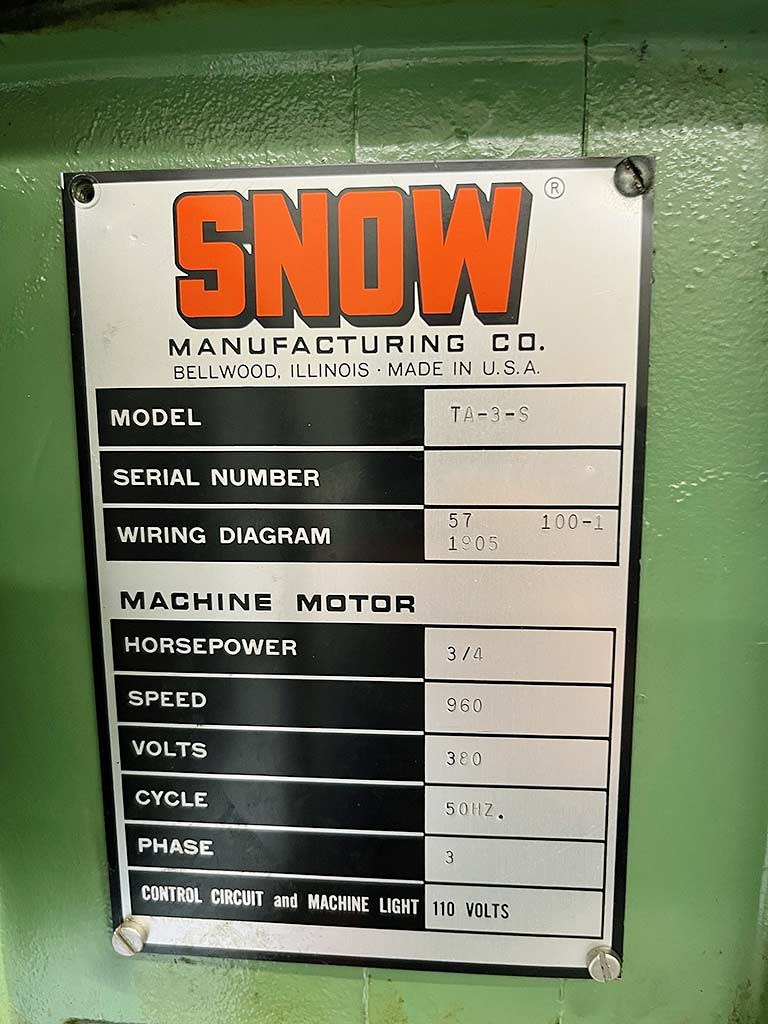 SNOW ®
MANUFACTURING CO.
BELLWOOD, ILLINOIS · MADE IN U.S.A.
MODEL TA-3-S
SERIAL NUMBER
WIRING DIAGRAM 57 100-1
1905
MACHINE MOTOR
HORSEPOWER 3/4
SPEED 960
VOLTS 380
CYCLE 50HZ.
PHASE 3
CONTROL CIRCUIT and MACHINE LIGHT 110 VOLTS